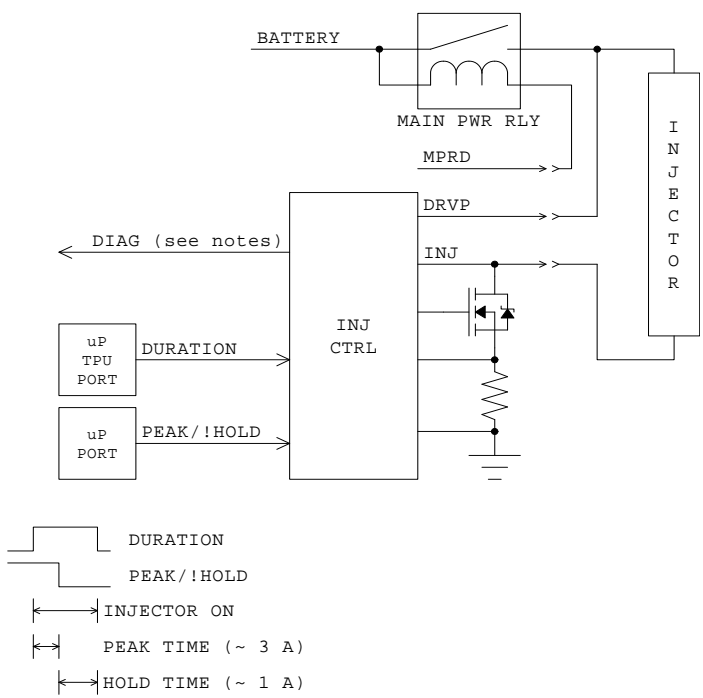 BATTERY
MAIN PWR RLY
MPRD
DRVP
INJ
INJECTOR
DIAG (see notes)
INJ
CTRL
uP
TPU
PORT
DURATION
uP
PORT
PEAK/!HOLD
DURATION
PEAK/!HOLD
INJECTOR ON
PEAK TIME (~ 3 A)
HOLD TIME (~ 1 A)